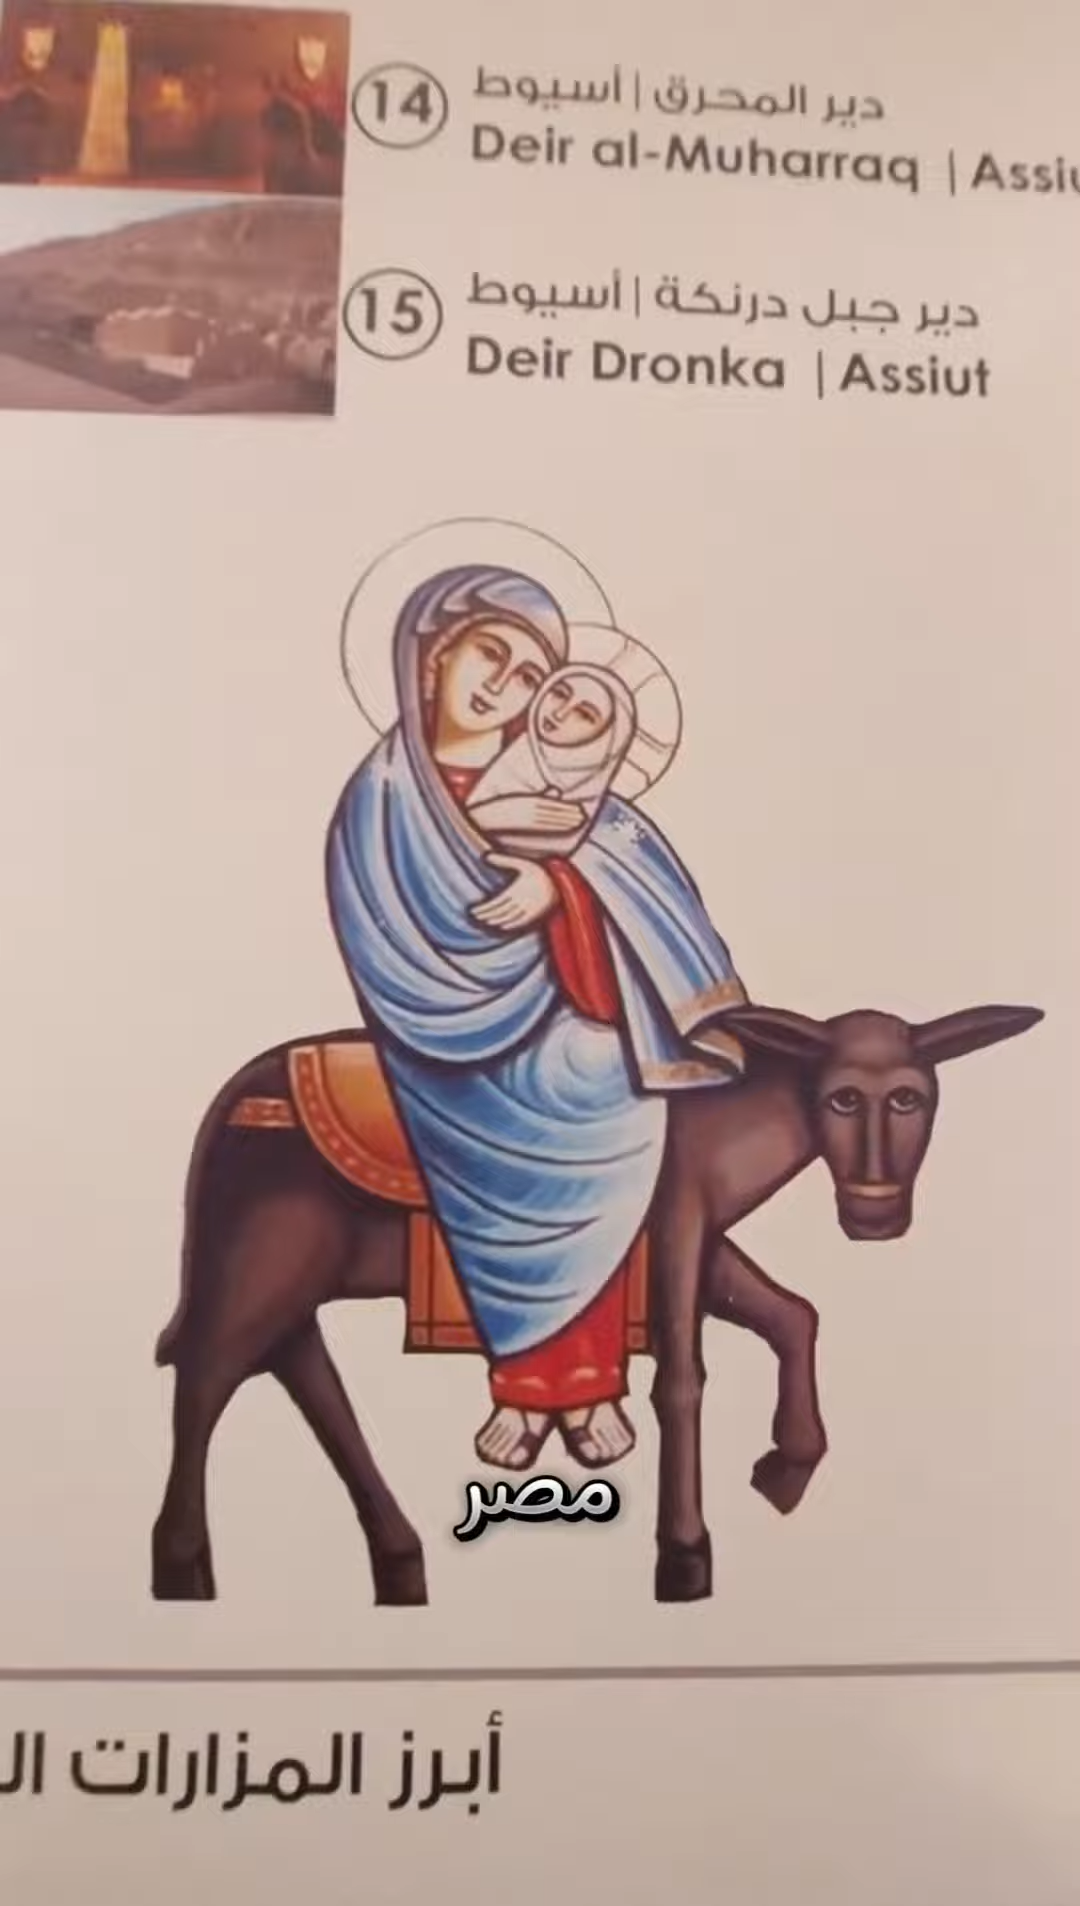 14
دير المحرق | أسيوط
Deir al-Muharraq | Assiu
15
دير جبل درنكة | أسيوط
Deir Dronka | Assiut
مصر
أبرز المزارات ال